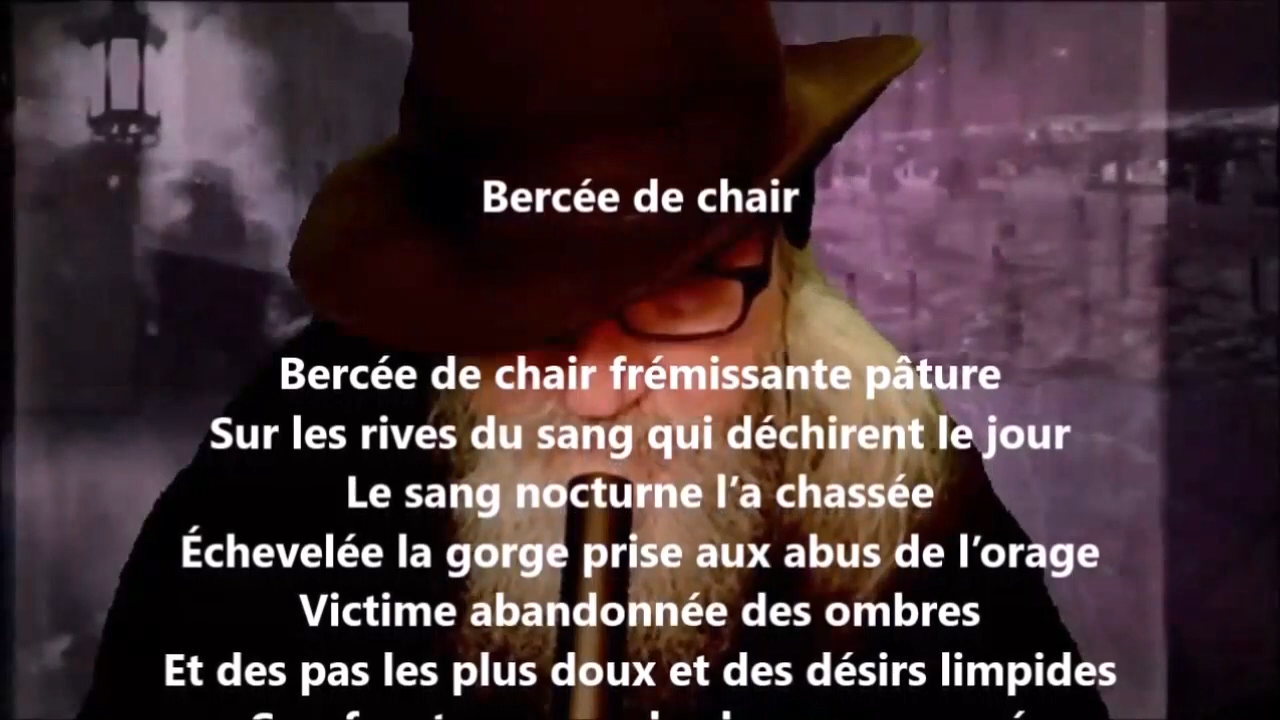 Bercée de chair
Bercée de chair frémissante pâture
Sur les rives du sang qui déchirent le jour
Le sang nocturne l’a chassée
Échevelée la gorge prise aux abus de l’orage
Victime abandonnée des ombres
Et des pas les plus doux et des désirs limpides